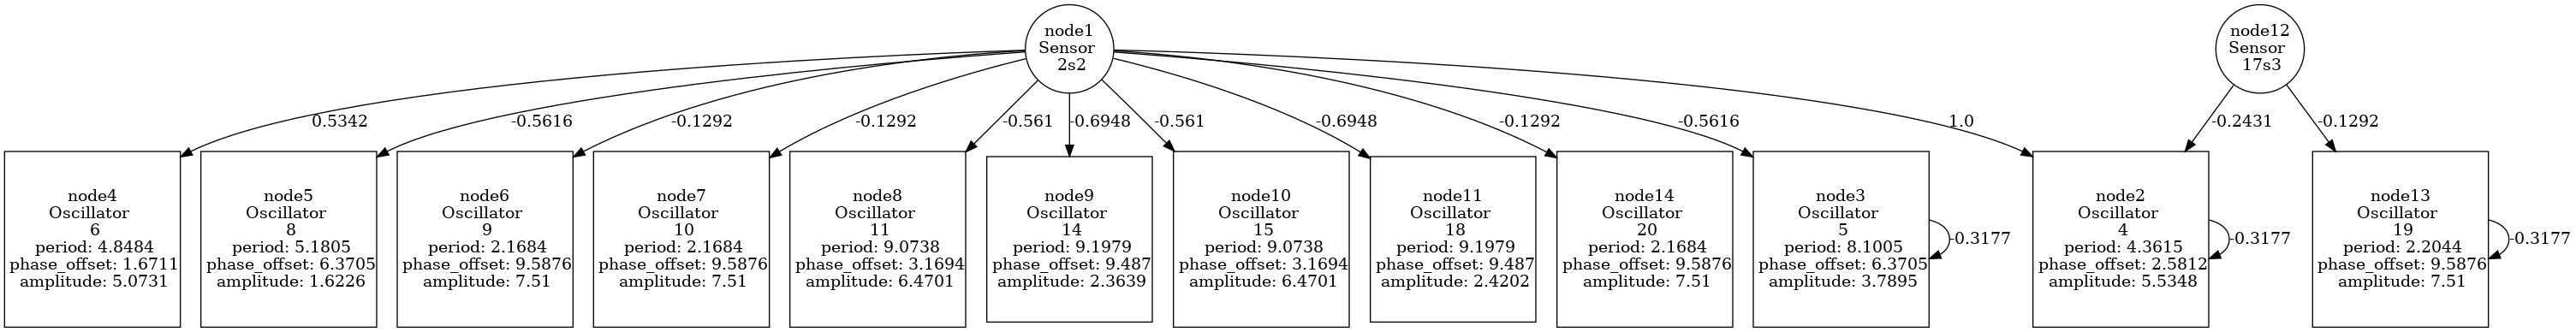 node1
Sensor
2s2
node12
Sensor
17s3
0.5342
-0.5616
-0.1292
-0.1292
-0.561
-0.6948
-0.561
-0.6948
-0.1292
-0.5616
1.0
-0.2431
-0.1292
node4
Oscillator
6
period: 4.8484
phase_offset: 1.6711
amplitude: 5.0731
node5
Oscillator
8
period: 5.1805
phase_offset: 6.3705
amplitude: 1.6226
node6
Oscillator
9
period: 2.1684
phase_offset: 9.5876
amplitude: 7.51
node7
Oscillator
10
period: 2.1684
phase_offset: 9.5876
amplitude: 7.51
node8
Oscillator
11
period: 9.0738
phase_offset: 3.1694
amplitude: 6.4701
node9
Oscillator
14
period: 9.1979
phase_offset: 9.487
amplitude: 2.3639
node10
Oscillator
15
period: 9.0738
phase_offset: 3.1694
amplitude: 6.4701
node11
Oscillator
18
period: 9.1979
phase_offset: 9.487
amplitude: 2.4202
node14
Oscillator
20
period: 2.1684
phase_offset: 9.5876
amplitude: 7.51
node3
Oscillator
5
period: 8.1005
phase_offset: 6.3705
amplitude: 3.7895
-0.3177
node2
Oscillator
4
period: 4.3615
phase_offset: 2.5812
amplitude: 5.5348
-0.3177
node13
Oscillator
19
period: 2.2044
phase_offset: 9.5876
amplitude: 7.51
-0.3177